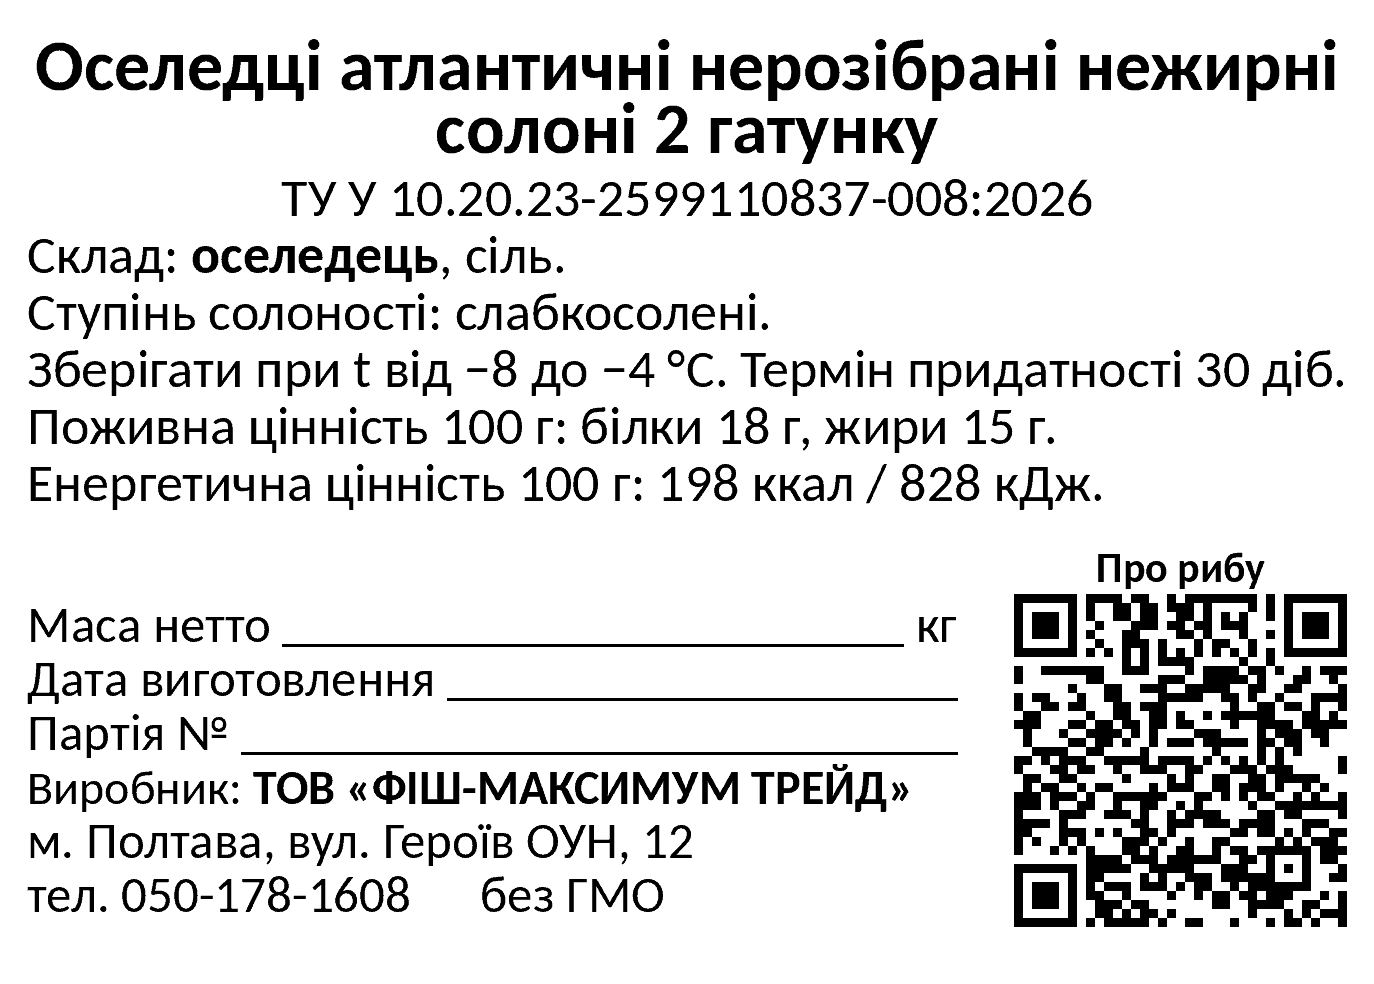 Оселедці атлантичні нерозібрані нежирні
солоні 2 гатунку
ТУ У 10.20.23-2599110837-008:2026
Склад: оселедець, сіль.
Ступінь солоності: слабкосолені.
Зберігати при t від −8 до −4 °С. Термін придатності 30 діб.
Поживна цінність 100 г: білки 18 г, жири 15 г.
Енергетична цінність 100 г: 198 ккал / 828 кДж.
Про рибу
Маса нетто ____ кг
Дата виготовлення ____
Партія № ____
Виробник: ТОВ «ФІШ-МАКСИМУМ ТРЕЙД»
м. Полтава, вул. Героїв ОУН, 12
тел. 050-178-1608 без ГМО